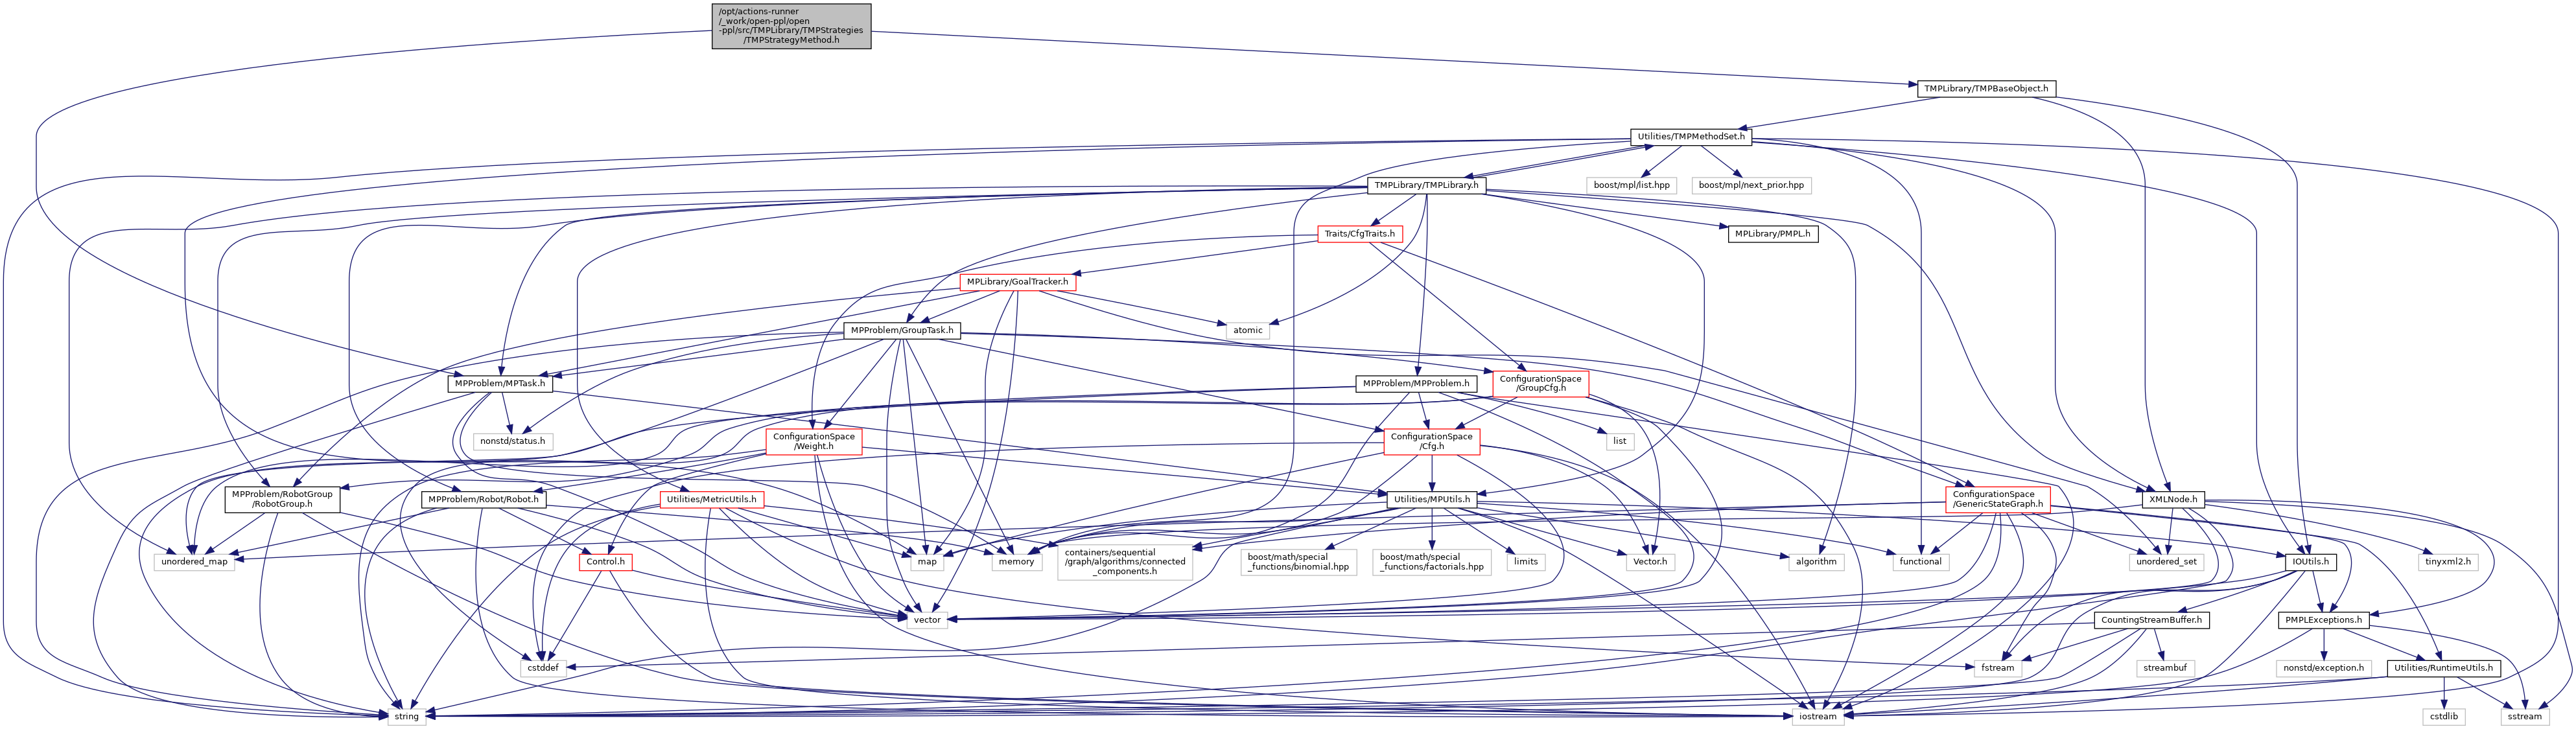 /opt/actions-runner
/_work/open-ppl/open
-ppl/src/TMPLibrary/TMPStrategies
/TMPStrategyMethod.h
TMPLibrary/TMPBaseObject.h
Utilities/TMPMethodSet.h
TMPLibrary/TMPLibrary.h
boost/mpl/list.hpp
boost/mpl/next_prior.hpp
Traits/CfgTraits.h
MPLibrary/PMPL.h
MPLibrary/GoalTracker.h
MPProblem/GroupTask.h
atomic
MPProblem/MPTask.h
MPProblem/MPProblem.h
ConfigurationSpace
/GroupCfg.h
nonstd/status.h
ConfigurationSpace
/Weight.h
ConfigurationSpace
/Cfg.h
list
MPProblem/RobotGroup
/RobotGroup.h
MPProblem/Robot/Robot.h
Utilities/MetricUtils.h
Utilities/MPUtils.h
ConfigurationSpace
/GenericStateGraph.h
XMLNode.h
unordered_map
Control.h
map
memory
containers/sequential
/graph/algorithms/connected
_components.h
boost/math/special
_functions/binomial.hpp
boost/math/special
_functions/factorials.hpp
limits
Vector.h
algorithm
functional
unordered_set
IOUtils.h
tinyxml2.h
vector
CountingStreamBuffer.h
PMPLExceptions.h
cstddef
fstream
streambuf
nonstd/exception.h
Utilities/RuntimeUtils.h
string
iostream
cstdlib
sstream